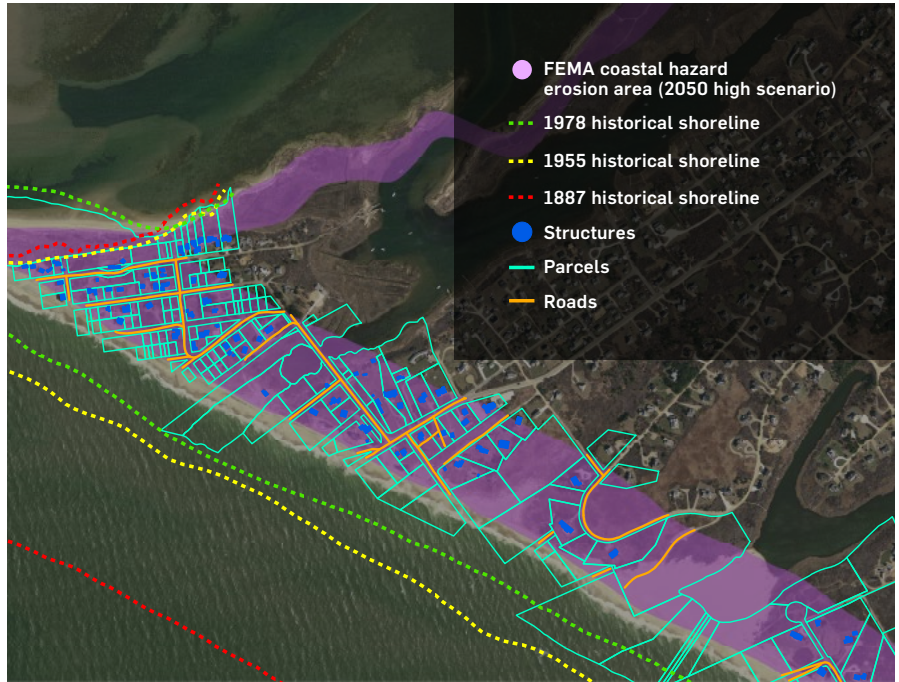 FEMA coastal hazard
erosion area (2050 high scenario)
1978 historical shoreline
1955 historical shoreline
1887 historical shoreline
Structures
Parcels
Roads